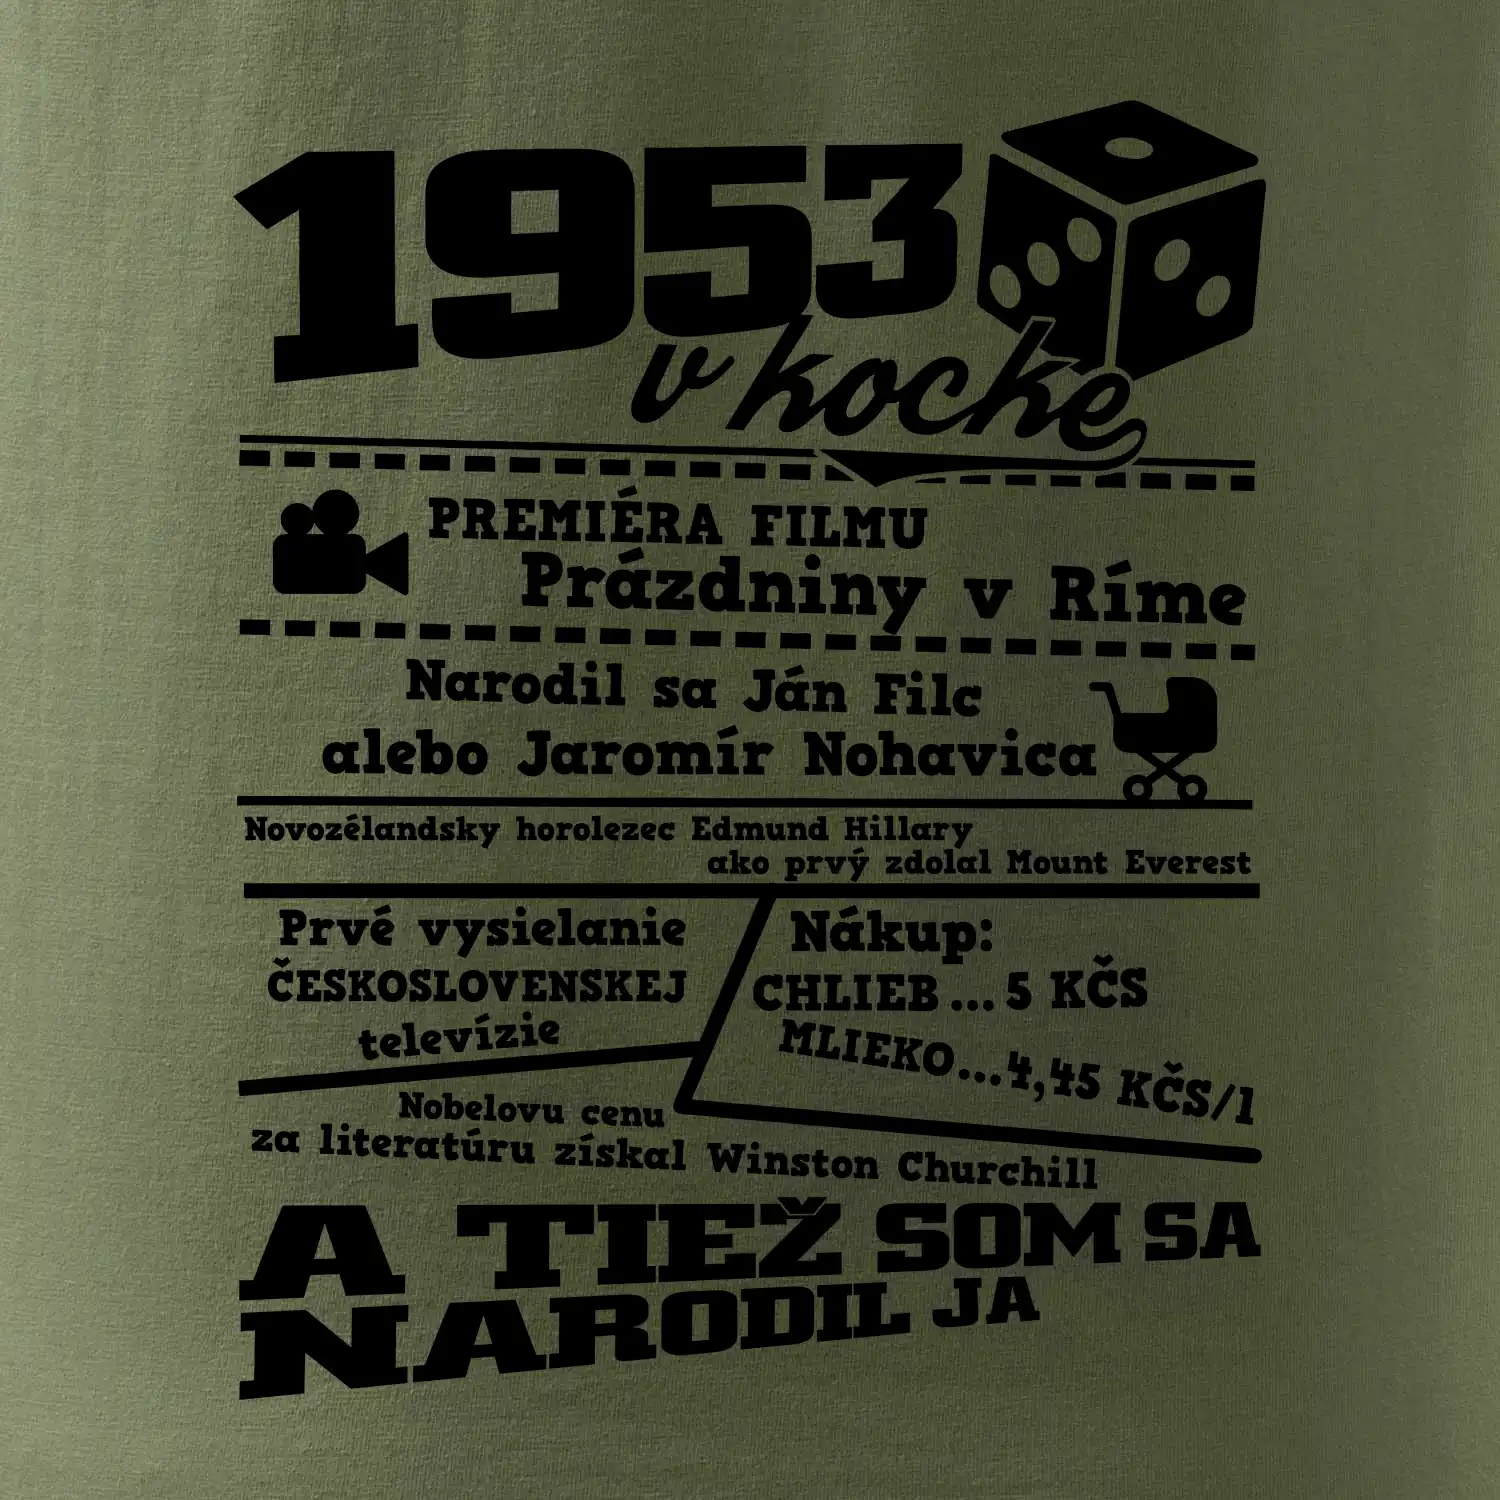 1953
v kocke
PREMIÉRA FILMU
Prázdniny v Ríme
Narodil sa Ján Filc
alebo Jaromír Nohavica
Novozélandsky horolezec Edmund Hillary
ako prvý zdolal Mount Everest
Prvé vysielanie
ČESKOSLOVENSKEJ
televízie
Nákup:
CHLIEB...5 KČS
MLIEKO...4,45 KČS/l
Nobelovu cenu
za literatúru získal Winston Churchill
A TIEŽ SOM SA
NARODIL JA